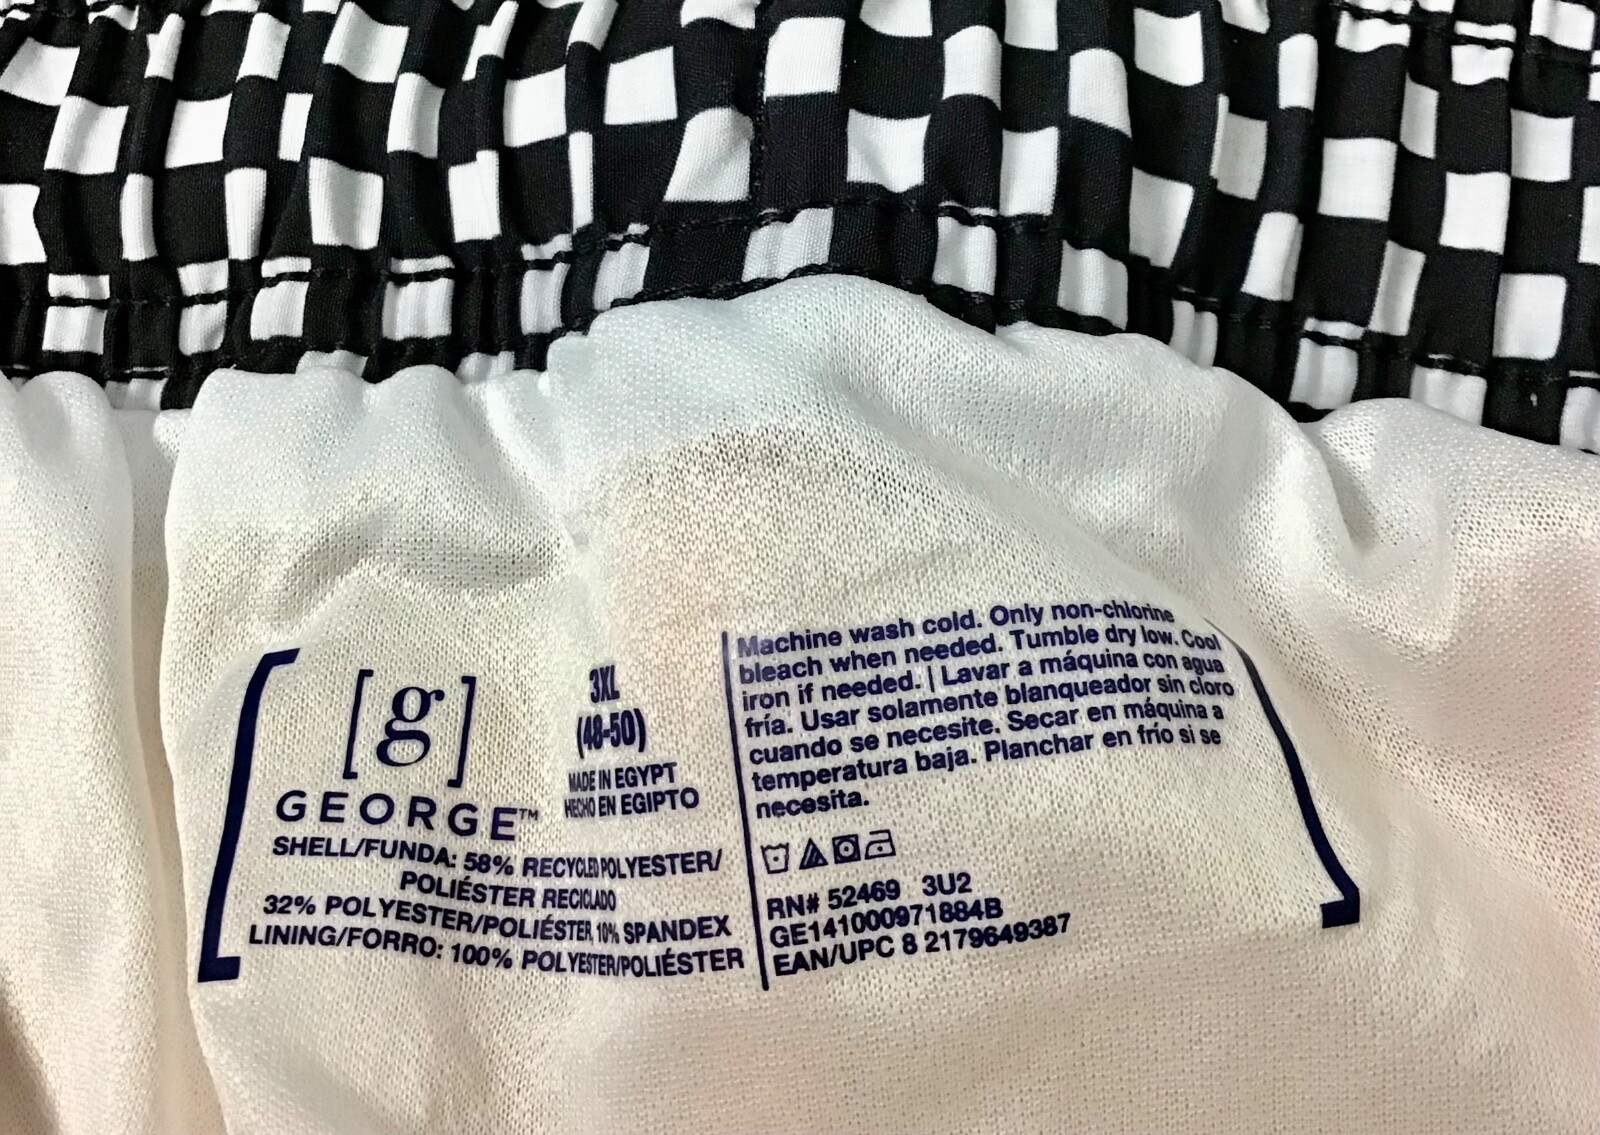 [g]
GEORGE™
3XL
(48-50)
MADE IN EGYPT
HECHO EN EGIPTO
SHELL/FUNDA: 58% RECYCLED POLYESTER/
POLIÉSTER RECICLADO
32% POLYESTER/POLIÉSTER, 10% SPANDEX
LINING/FORRO: 100% POLYESTER/POLIÉSTER
Machine wash cold. Only non-chlorine
bleach when needed. Tumble dry low. Cool
iron if needed. | Lavar a máquina con agua
fría. Usar solamente blanqueador sin cloro
cuando se necesite. Secar en máquina a
temperatura baja. Planchar en frío si se
necesita.
RN# 52469 3U2
GE141000971884B
EAN/UPC 8 2179649387